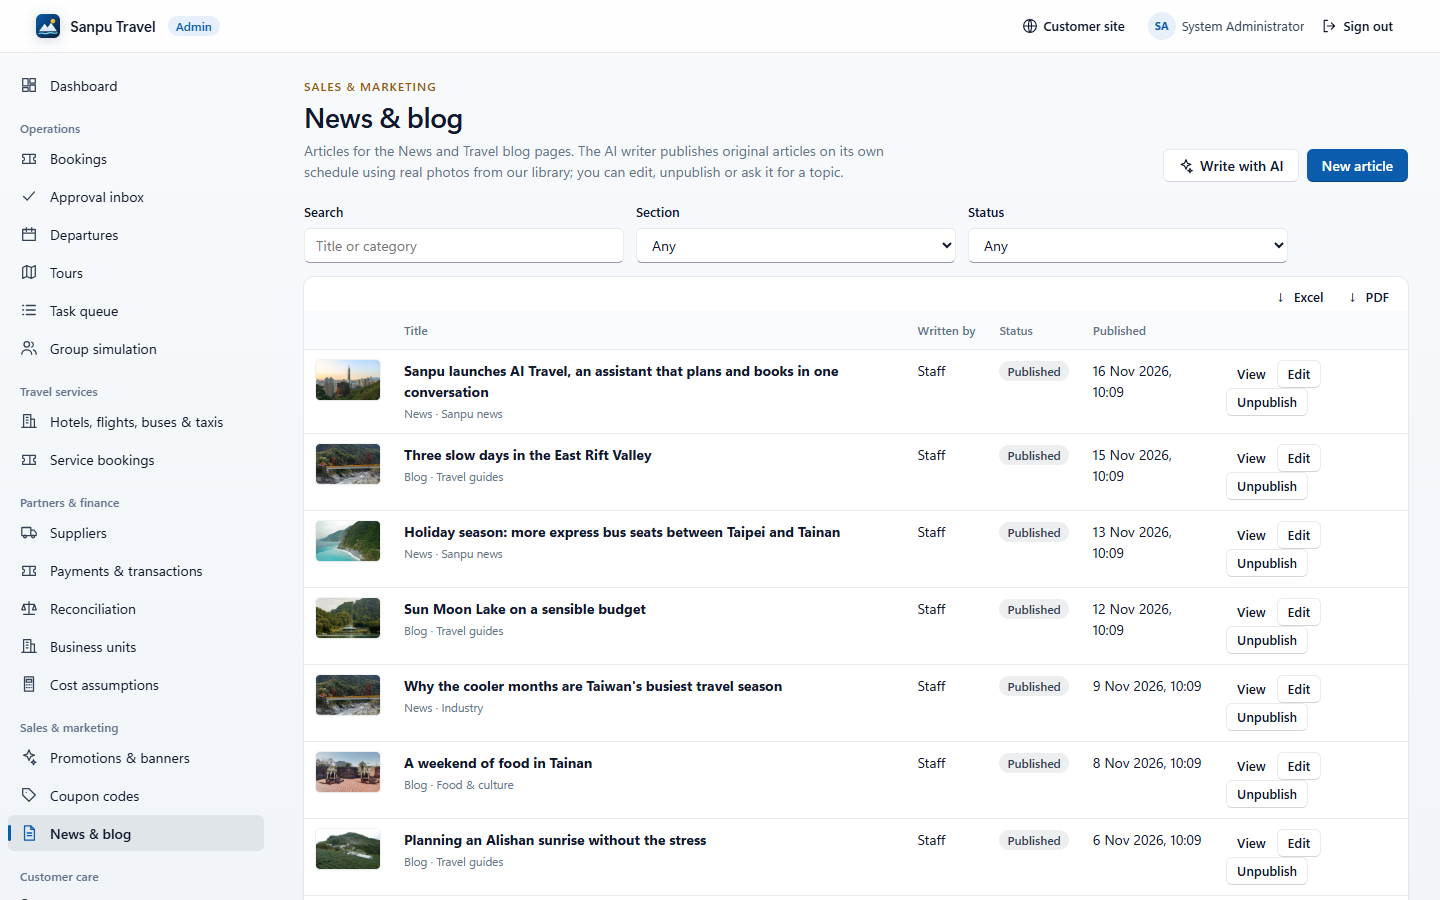 Sanpu Travel
Admin
Customer site
SA
System Administrator
Sign out
Dashboard
Operations
Bookings
Approval inbox
Departures
Tours
Task queue
Group simulation
Travel services
Hotels, flights, buses & taxis
Service bookings
Partners & finance
Suppliers
Payments & transactions
Reconciliation
Business units
Cost assumptions
Sales & marketing
Promotions & banners
Coupon codes
News & blog
Customer care
SALES & MARKETING
News & blog
Articles for the News and Travel blog pages. The AI writer publishes original articles on its own
schedule using real photos from our library; you can edit, unpublish or ask it for a topic.
Write with AI
New article
Search
Section
Status
Title or category
Any
Any
↓ Excel
↓ PDF
Title
Written by
Status
Published
Sanpu launches AI Travel, an assistant that plans and books in one
conversation
News · Sanpu news
Staff
Published
16 Nov 2026,
10:09
View
Edit
Unpublish
Three slow days in the East Rift Valley
Blog · Travel guides
Staff
Published
15 Nov 2026,
10:09
View
Edit
Unpublish
Holiday season: more express bus seats between Taipei and Tainan
News · Sanpu news
Staff
Published
13 Nov 2026,
10:09
View
Edit
Unpublish
Sun Moon Lake on a sensible budget
Blog · Travel guides
Staff
Published
12 Nov 2026,
10:09
View
Edit
Unpublish
Why the cooler months are Taiwan's busiest travel season
News · Industry
Staff
Published
9 Nov 2026, 10:09
View
Edit
Unpublish
A weekend of food in Tainan
Blog · Food & culture
Staff
Published
8 Nov 2026, 10:09
View
Edit
Unpublish
Planning an Alishan sunrise without the stress
Blog · Travel guides
Staff
Published
6 Nov 2026, 10:09
View
Edit
Unpublish